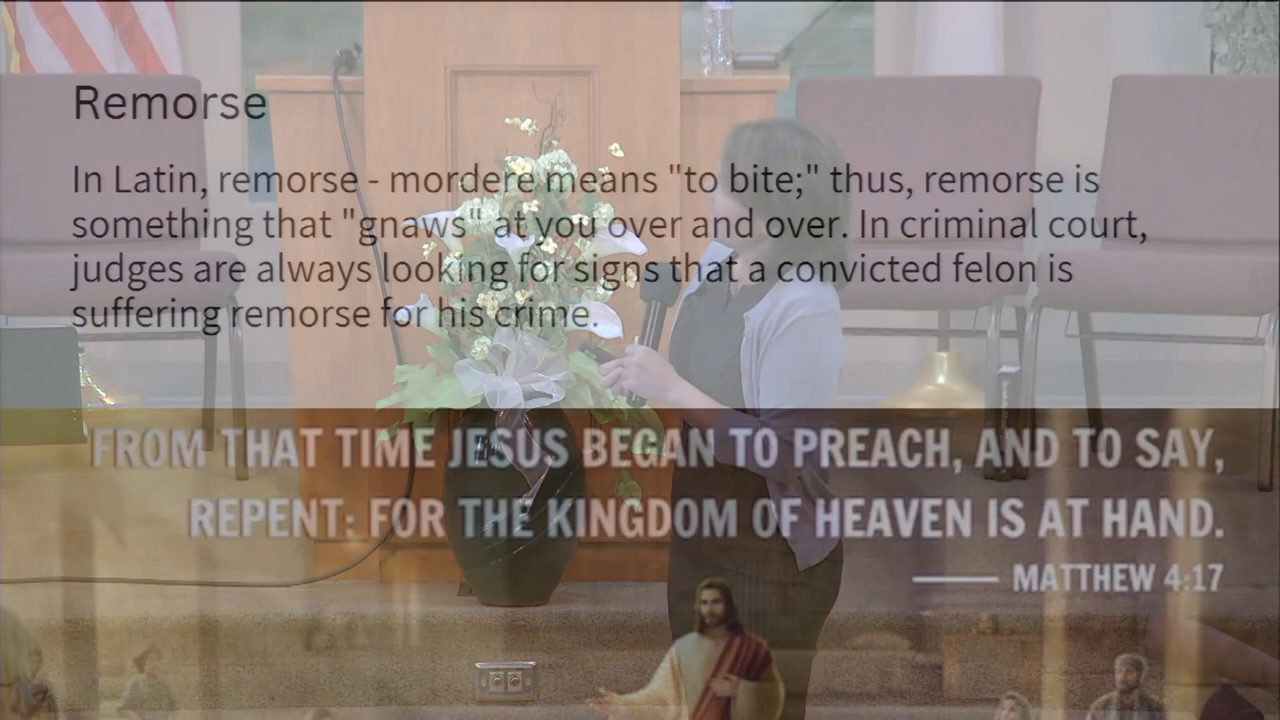 Remorse
In Latin, remorse - mordere means "to bite;" thus, remorse is
something that "gnaws" at you over and over. In criminal court,
judges are always looking for signs that a convicted felon is
suffering remorse for his crime.
FROM THAT TIME JESUS BEGAN TO PREACH, AND TO SAY,
REPENT: FOR THE KINGDOM OF HEAVEN IS AT HAND.
MATTHEW 4:17